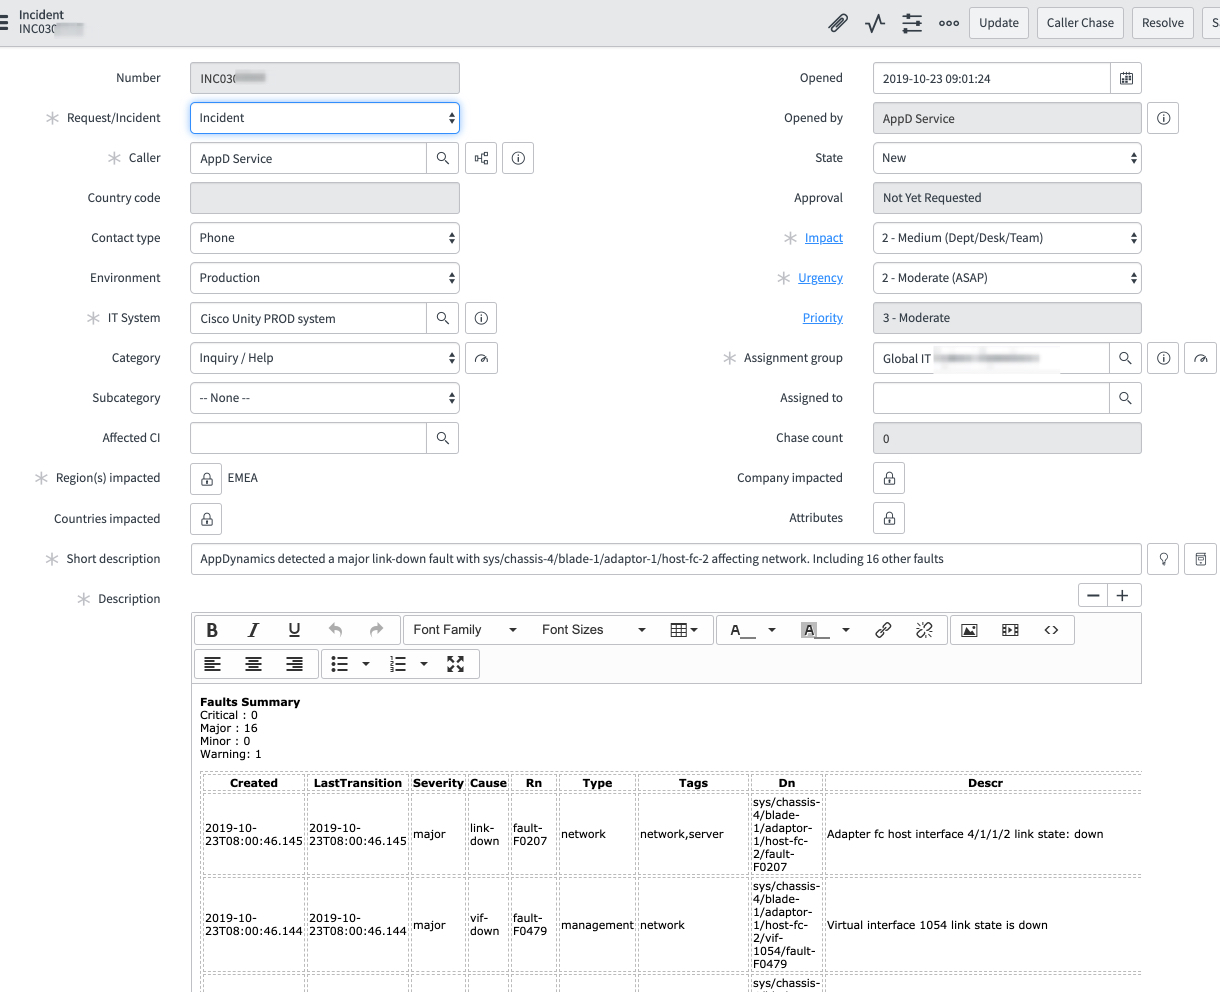 Incident
INC030
Update
Caller Chase
Resolve
Number
INC030
Opened
2019-10-23 09:01:24
Request/Incident
Incident
Opened by
AppD Service
Caller
AppD Service
State
New
Country code
Approval
Not Yet Requested
Contact type
Phone
Impact
2 - Medium (Dept/Desk/Team)
Environment
Production
Urgency
2 - Moderate (ASAP)
IT System
Cisco Unity PROD system
Priority
3 - Moderate
Category
Inquiry / Help
Assignment group
Global IT
Subcategory
-- None --
Assigned to
Affected CI
Chase count
0
Region(s) impacted
EMEA
Company impacted
Countries impacted
Attributes
Short description
AppDynamics detected a major link-down fault with sys/chassis-4/blade-1/adaptor-1/host-fc-2 affecting network. Including 16 other faults
Description
B I U
Font Family
Font Sizes
A
A
Faults Summary
Critical : 0
Major : 16
Minor : 0
Warning: 1
Created LastTransition Severity Cause Rn Type Tags Dn Descr
2019-10-
23T08:00:46.145
2019-10-
23T08:00:46.145
major
link-
down
fault-
F0207
network
network,server
sys/chassis-
4/blade-
1/adaptor-
1/host-fc-
2/fault-
F0207
Adapter fc host interface 4/1/1/2 link state: down
2019-10-
23T08:00:46.144
2019-10-
23T08:00:46.144
major
vif-
down
fault-
F0479
management
network
sys/chassis-
4/blade-
1/adaptor-
1/host-fc-
2/vif-
1054/fault-
F0479
Virtual interface 1054 link state is down
sys/chassis-